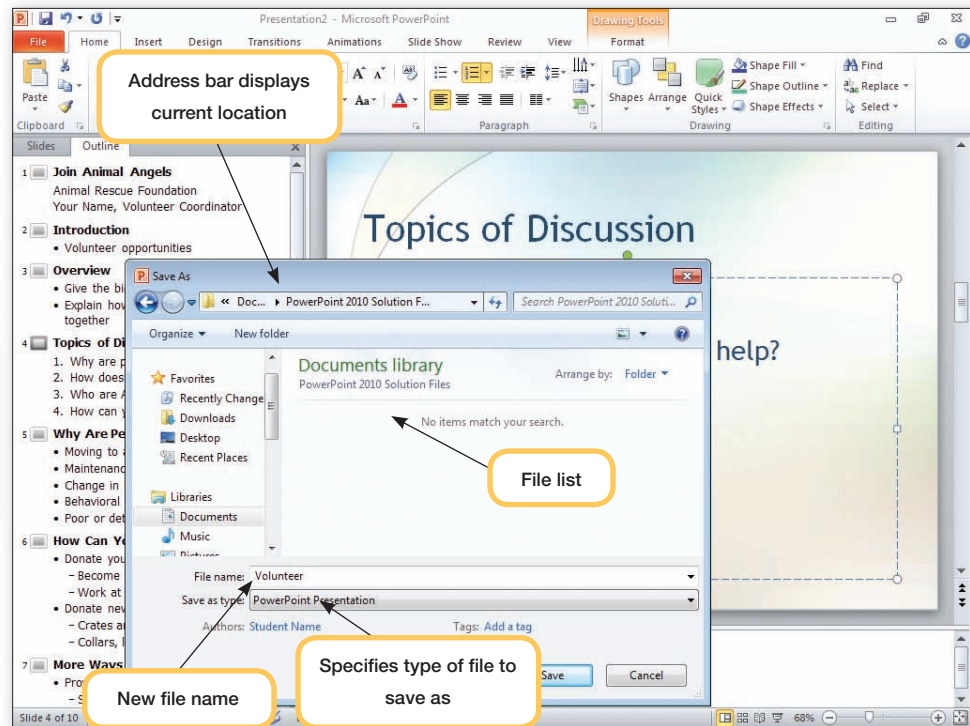 Presentation2 - Microsoft PowerPoint
Drawing Tools
File Home Insert Design Transitions Animations Slide Show Review View Format
Paste
Aa
A
Shapes Arrange Quick Styles
Shape Fill
Shape Outline
Shape Effects
Find
Replace
Select
Clipboard Paragraph Drawing Editing
Address bar displays
current location
Slides Outline
1 Join Animal Angels
Animal Rescue Foundation
Your Name, Volunteer Coordinator
2 Introduction
• Volunteer opportunities
3 Overview
• Give the
• Explain
together
4 Topics of
1. Why are
2. How does
3. Who are
4. How can
5 Why Are
• Moving to
• Maintenanc
• Change in
• Behavioral
• Poor or
6 How Can
• Donate
– Become
– Work at
• Donate
– Crates
– Collars,
7 More Ways
Topics of Discussion
help?
Save As
« Doc... ▸ PowerPoint 2010 Solution F...
Search PowerPoint 2010 Soluti...
Organize New folder
Favorites
Recently Change
Downloads
Desktop
Recent Places
Libraries
Documents
Music
Pictures
Documents library
PowerPoint 2010 Solution Files
Arrange by: Folder
No items match your search.
File list
File name: Volunteer
Save as type: PowerPoint Presentation
Authors: Student Name Tags: Add a tag
Save Cancel
New file name
Specifies type of file to
save as
Slide 4 of 10
68%